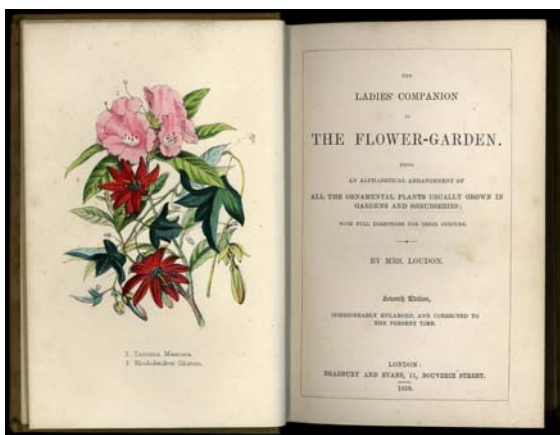 1. Tacsonia
2. Rhododendron
THE
LADIES' COMPANION
TO
THE FLOWER-GARDEN.
BEING
AN ALPHABETICAL ARRANGEMENT OF
ALL THE ORNAMENTAL PLANTS USUALLY GROWN IN
GARDENS AND SHRUBBERIES;
WITH FULL DIRECTIONS FOR THEIR CULTURE.
BY MRS. LOUDON.
Seventh Edition,
CONSIDERABLY ENLARGED, AND CORRECTED TO
THE PRESENT TIME.
LONDON:
BRADBURY AND EVANS, 11, BOUVERIE STREET.